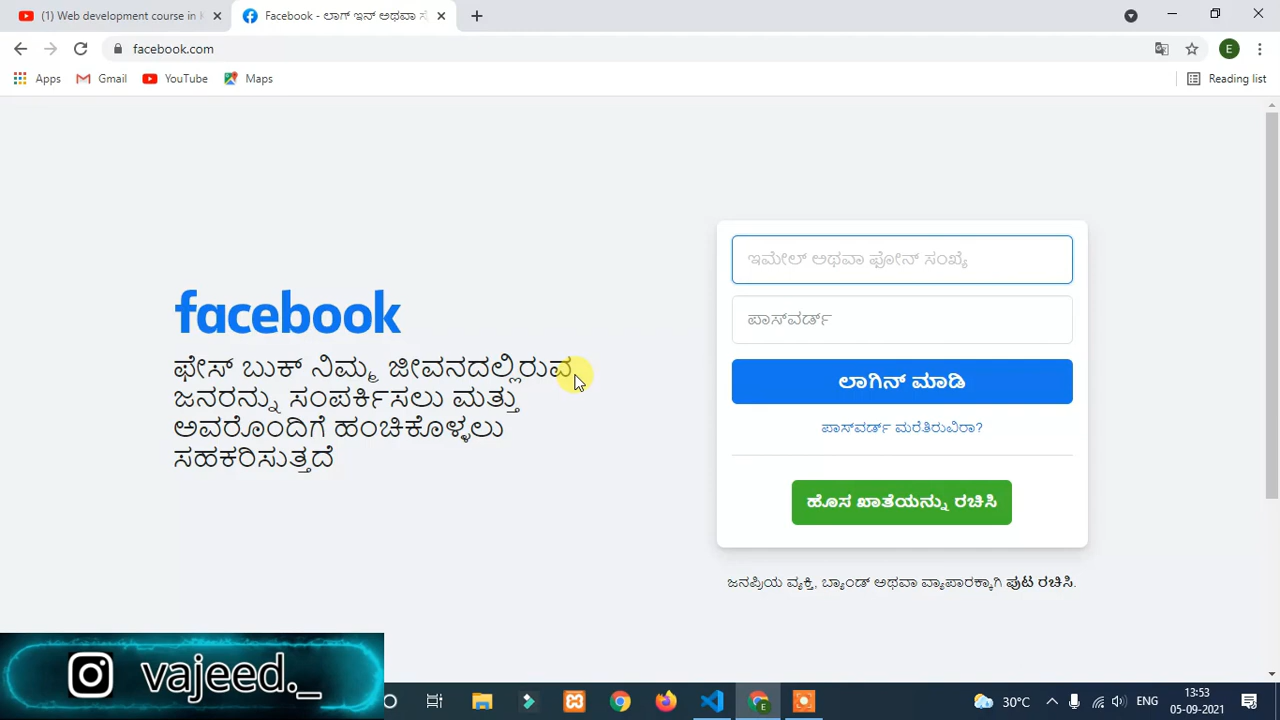 (1) Web development course in
Facebook - ಲಾಗ್ ಇನ್ ಅಥವಾ
facebook.com
E
Apps
Gmail
YouTube
Maps
Reading list
facebook
ಫೇಸ್ ಬುಕ್ ನಿಮ್ಮ ಜೀವನದಲ್ಲಿರುವ
ಜನರನ್ನು ಸಂಪರ್ಕಿಸಲು ಮತ್ತು
ಅವರೊಂದಿಗೆ ಹಂಚಿಕೊಳ್ಳಲು
ಸಹಕರಿಸುತ್ತದೆ
ಇಮೇಲ್ ಅಥವಾ ಫೋನ್ ಸಂಖ್ಯೆ
ಪಾಸ್‌ವರ್ಡ್
ಲಾಗಿನ್ ಮಾಡಿ
ಪಾಸ್‌ವರ್ಡ್ ಮರೆತಿರುವಿರಾ?
ಹೊಸ ಖಾತೆಯನ್ನು ರಚಿಸಿ
ಜನಪ್ರಿಯ ವ್ಯಕ್ತಿ, ಬ್ಯಾಂಡ್ ಅಥವಾ ವ್ಯಾಪಾರಕ್ಕಾಗಿ ಪುಟ ರಚಿಸಿ.
vajeed._
E
30°C
ENG
13:53
05-09-2021